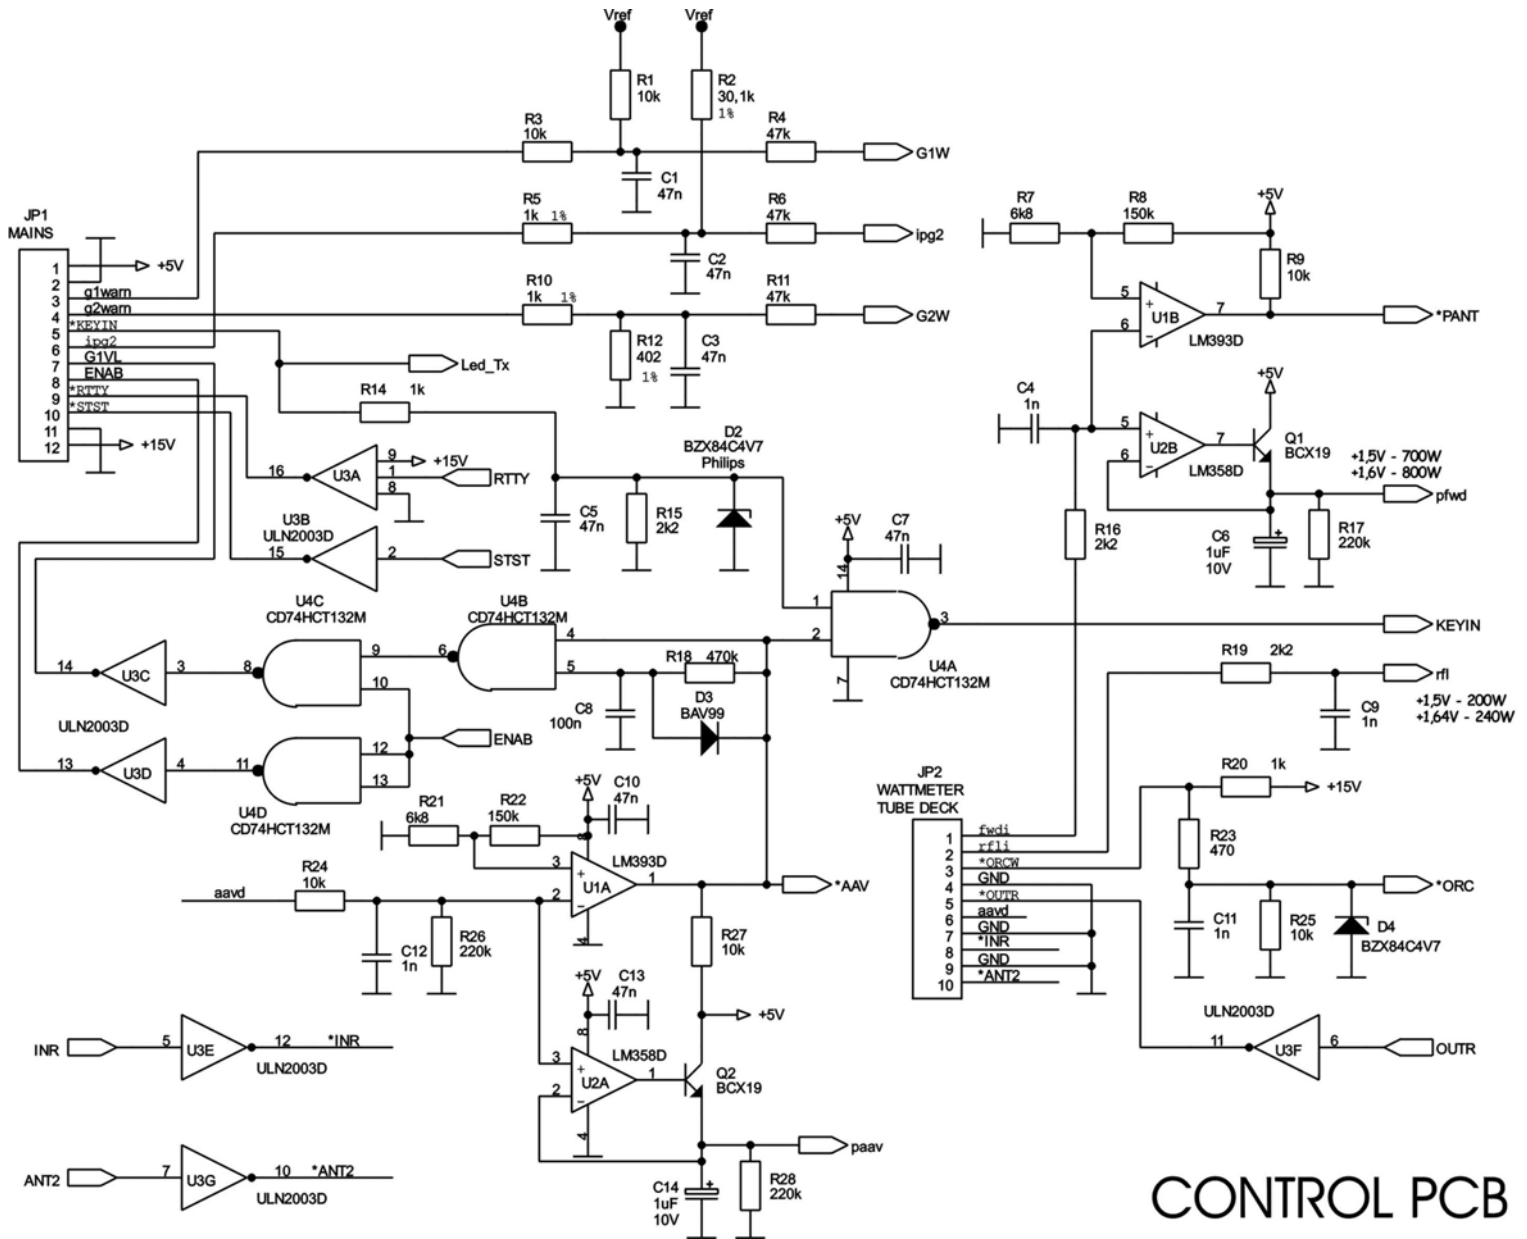 Vref
Vref
R1
10k
R2
30,1k
1%
R3
10k
R4
47k
G1W
C1
47n
R5
1k 1%
R6
47k
ipg2
C2
47n
R7
6k8
R8
150k
+5V
R9
10k
JP1
MAINS
1
2
3
4
5
6
7
8
9
10
11
12
+5V
g1warn
g2warn
*KEYIN
ipg2
G1VL
ENAB
*RTTY
*STST
+15V
R10
1k 1%
R11
47k
G2W
R12
402
1%
C3
47n
5
+
U1B
7
6
−
LM393D
*PANT
Led_Tx
R14 1k
D2
BZX84C4V7
Philips
C4
1n
+5V
5
+
U2B
7
6
−
LM358D
Q1
BCX19
+1,5V - 700W
+1,6V - 800W
pfwd
16
U3A
9
+15V
1
8
RTTY
U3B
ULN2003D
15
2
STST
C5
47n
R15
2k2
+5V
C7
47n
14
R16
2k2
C6
1uF
10V
+
R17
220k
1
2
3
7
U4A
CD74HCT132M
KEYIN
U4C
CD74HCT132M
U4B
CD74HCT132M
14
U3C
3
8
9
10
6
4
5
R18 470k
D3
BAV99
C8
100n
R19 2k2
rfl
C9
1n
+1,5V - 200W
+1,64V - 240W
ULN2003D
13
U3D
4
11
12
13
ENAB
U4D
CD74HCT132M
JP2
WATTMETER
TUBE DECK
1
2
3
4
5
6
7
8
9
10
fwdi
rfli
*ORCW
GND
*OUTR
aavd
GND
*INR
GND
*ANT2
R20 1k
+15V
R23
470
*ORC
C11
1n
R25
10k
D4
BZX84C4V7
R21
6k8
R22
150k
+5V
C10
47n
8
3
+
U1A
1
2
−
4
LM393D
*AAV
R24
10k
aavd
C12
1n
R26
220k
R27
10k
+5V
+5V
C13
47n
8
3
+
U2A
1
2
−
4
LM358D
Q2
BCX19
paav
C14
1uF
10V
+
R28
220k
ULN2003D
11
U3F
6
OUTR
INR
5
U3E
12
*INR
ULN2003D
ANT2
7
U3G
10
*ANT2
ULN2003D
CONTROL PCB